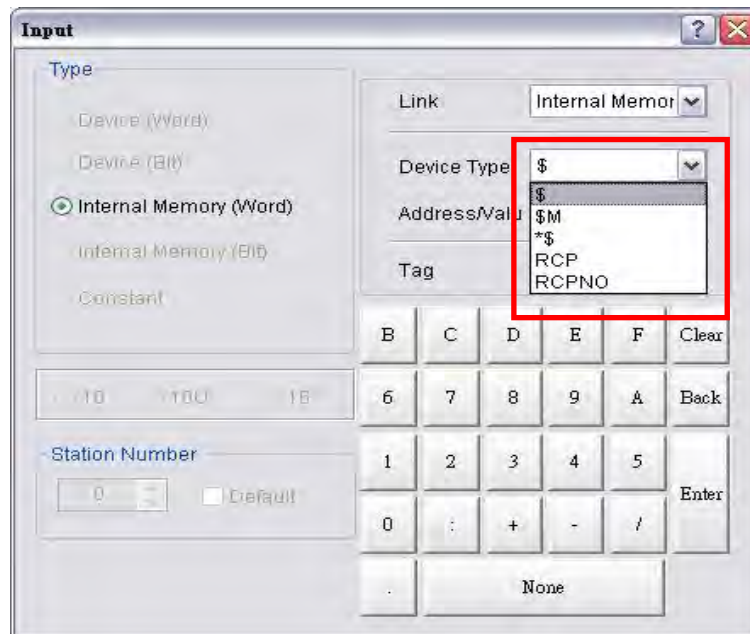 Input
Type
Device (Word)
Device (Bit)
Internal Memory (Word)
Internal Memory (Bit)
Constant
Link Internal Memor
Device Type $
$
$M
*$
RCP
RCPNO
Address/Valu
Tag
B C D E F Clear
6 7 8 9 A Back
1 2 3 4 5 Enter
0 : + - /
. None
Station Number
0 Default